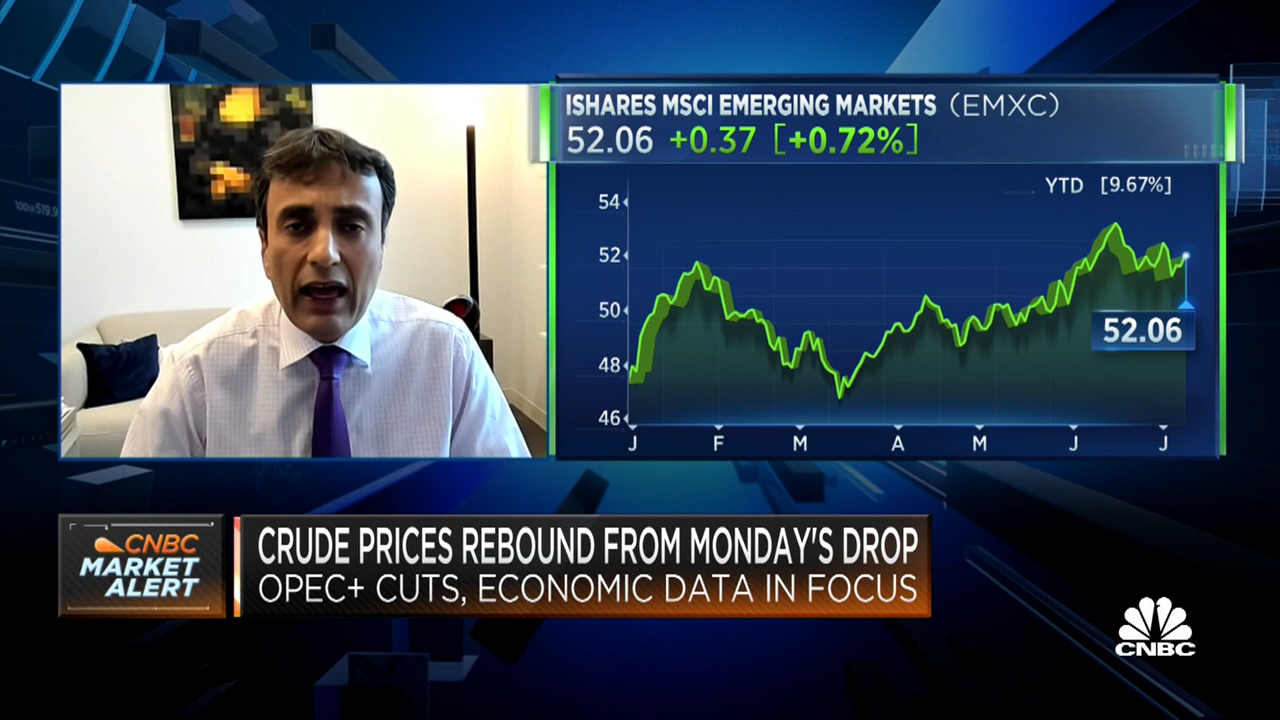 ISHARES MSCI EMERGING MARKETS (EMXC)
52.06 +0.37 [+0.72%]
YTD [9.67%]
54
52
50
48
46
52.06
J F M A M J J
CNBC
MARKET
ALERT
CRUDE PRICES REBOUND FROM MONDAY'S DROP
OPEC+ CUTS, ECONOMIC DATA IN FOCUS
CNBC